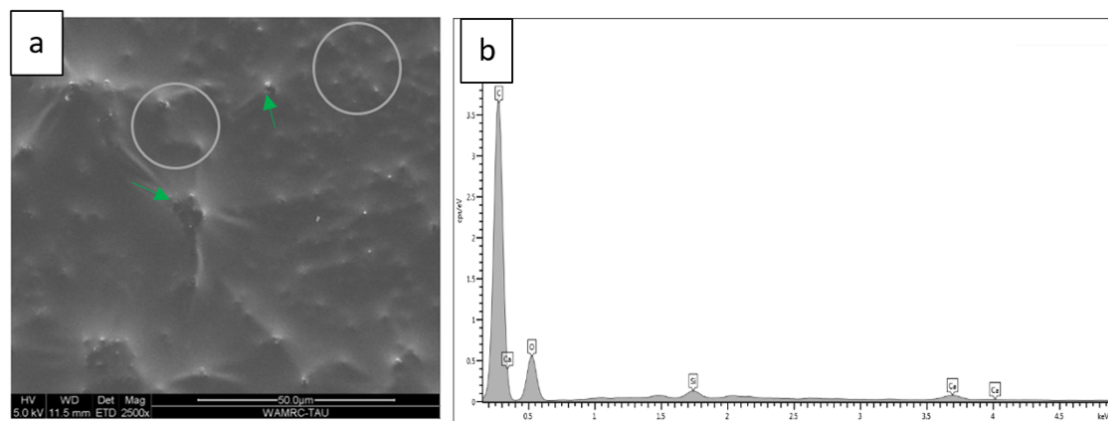 a
HV WD Det Mag 50.0μm
5.0 kV 11.5 mm ETD 2500x WAMRC-TAU
b
C
3.5
3
2.5
cps/eV
2
1.5
1
Ca
O
0.5
Si
Ca
Ca
0
0.5 1 1.5 2 2.5 3 3.5 4 4.5 keV